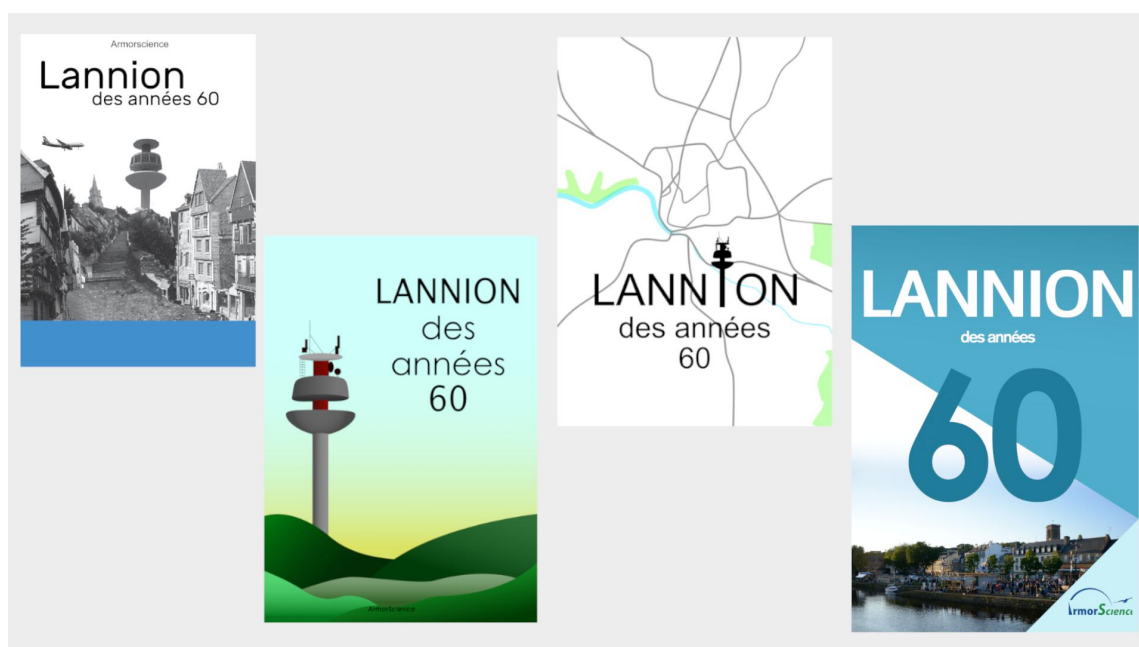 Armorscience
Lannion
des années 60
LANNION
des
années
60
Armorscience
LANNION
des années
60
LANNION
des années
60
ArmorScience